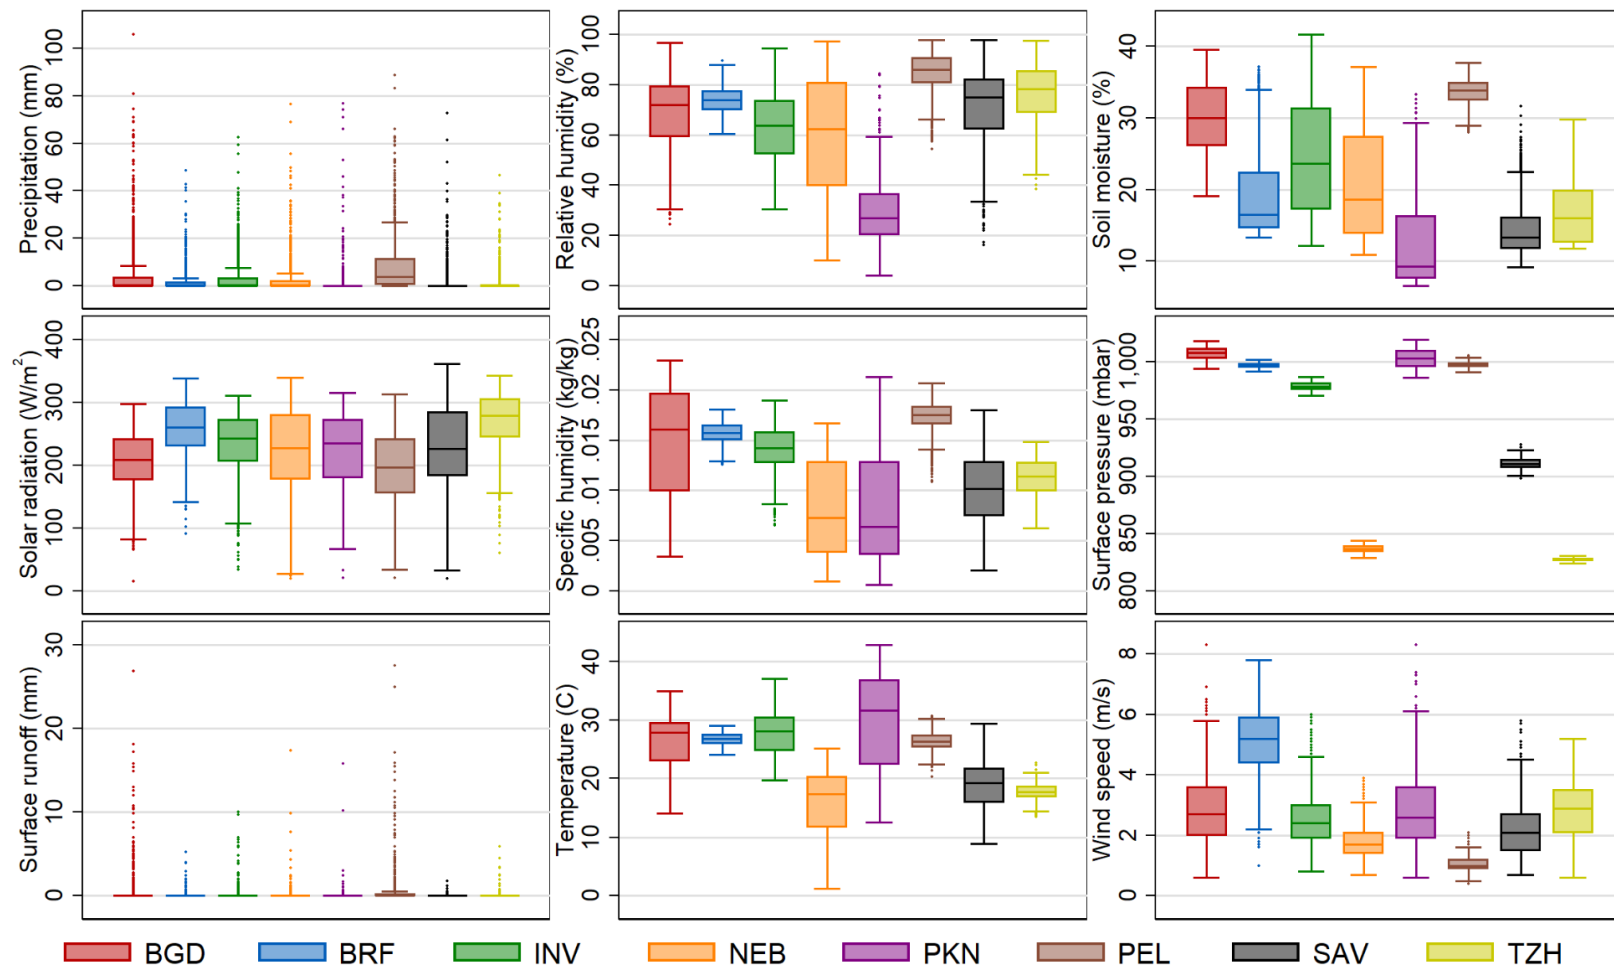 Precipitation (mm)
0 20 40 60 80 100
Relative humidity (%)
0 20 40 60 80 100
Soil moisture (%)
10 20 30 40
Solar radiation (W/m²)
0 100 200 300 400
Specific humidity (kg/kg)
0 .005 .01 .015 .02 .025
Surface pressure (mbar)
800 850 900 950 1,000
Surface runoff (mm)
0 10 20 30
Temperature (C)
0 10 20 30 40
Wind speed (m/s)
0 2 4 6 8
BGD BRF INV NEB PKN PEL SAV TZH